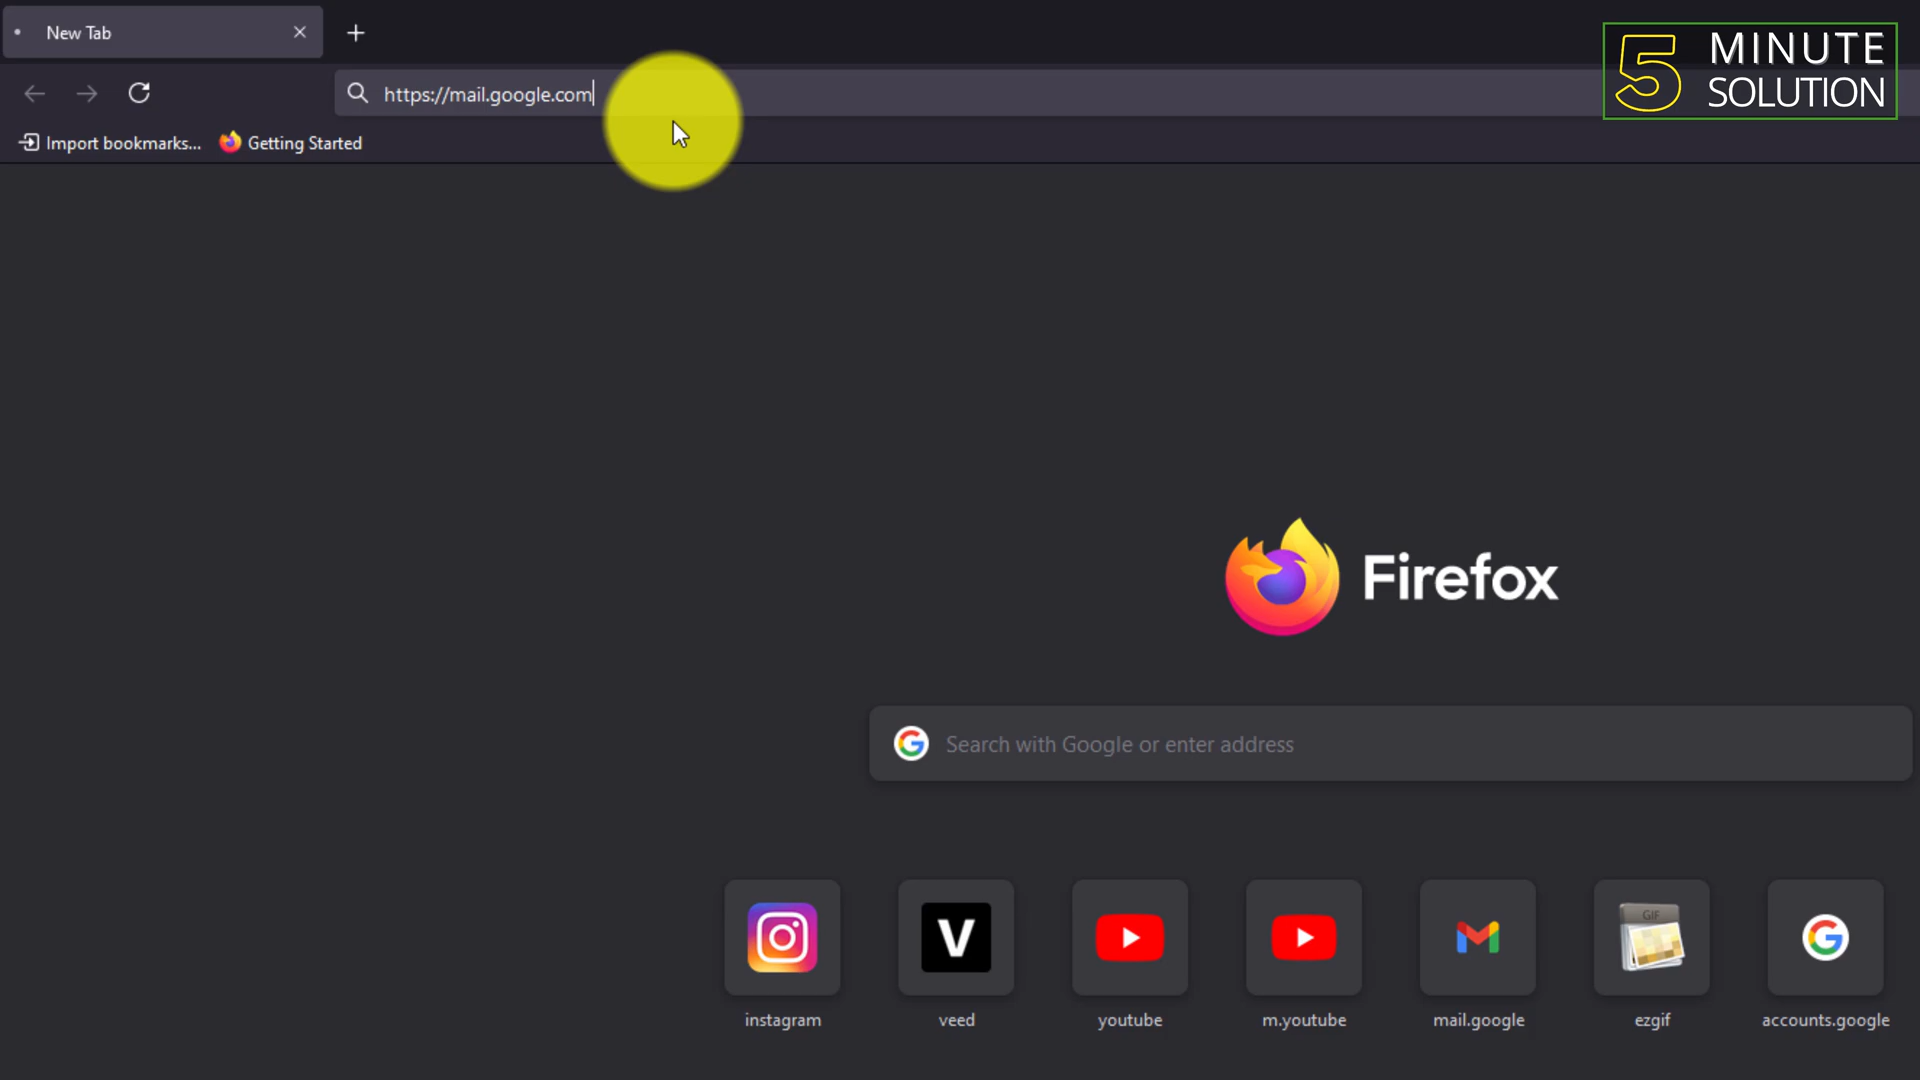 New Tab
5 MINUTE
SOLUTION
https://mail.google.com
Import bookmarks...
Getting Started
Firefox
Search with Google or enter address
GIF
V
instagram
veed
youtube
m.youtube
mail.google
ezgif
accounts.google